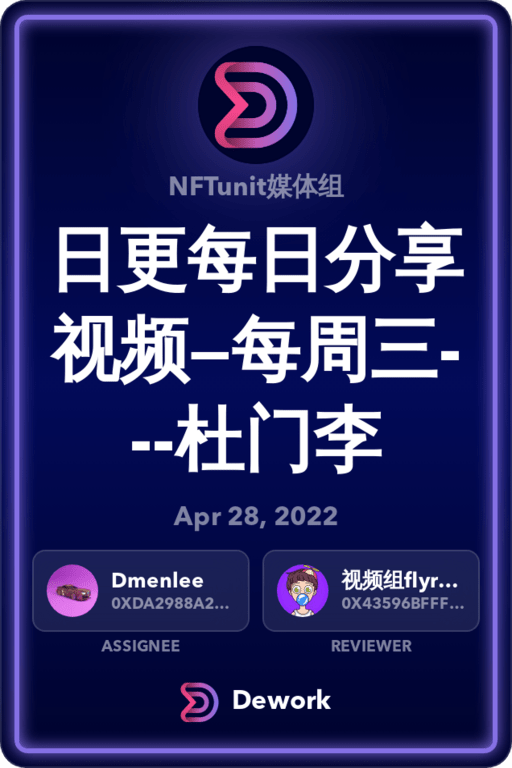 NFTunit媒体组
日更每日分享
视频—每周三-
--杜门李
Apr 28, 2022
Dmenlee
0XDA2988A2...
视频组flyr...
0X43596BFFF...
ASSIGNEE
REVIEWER
Dework